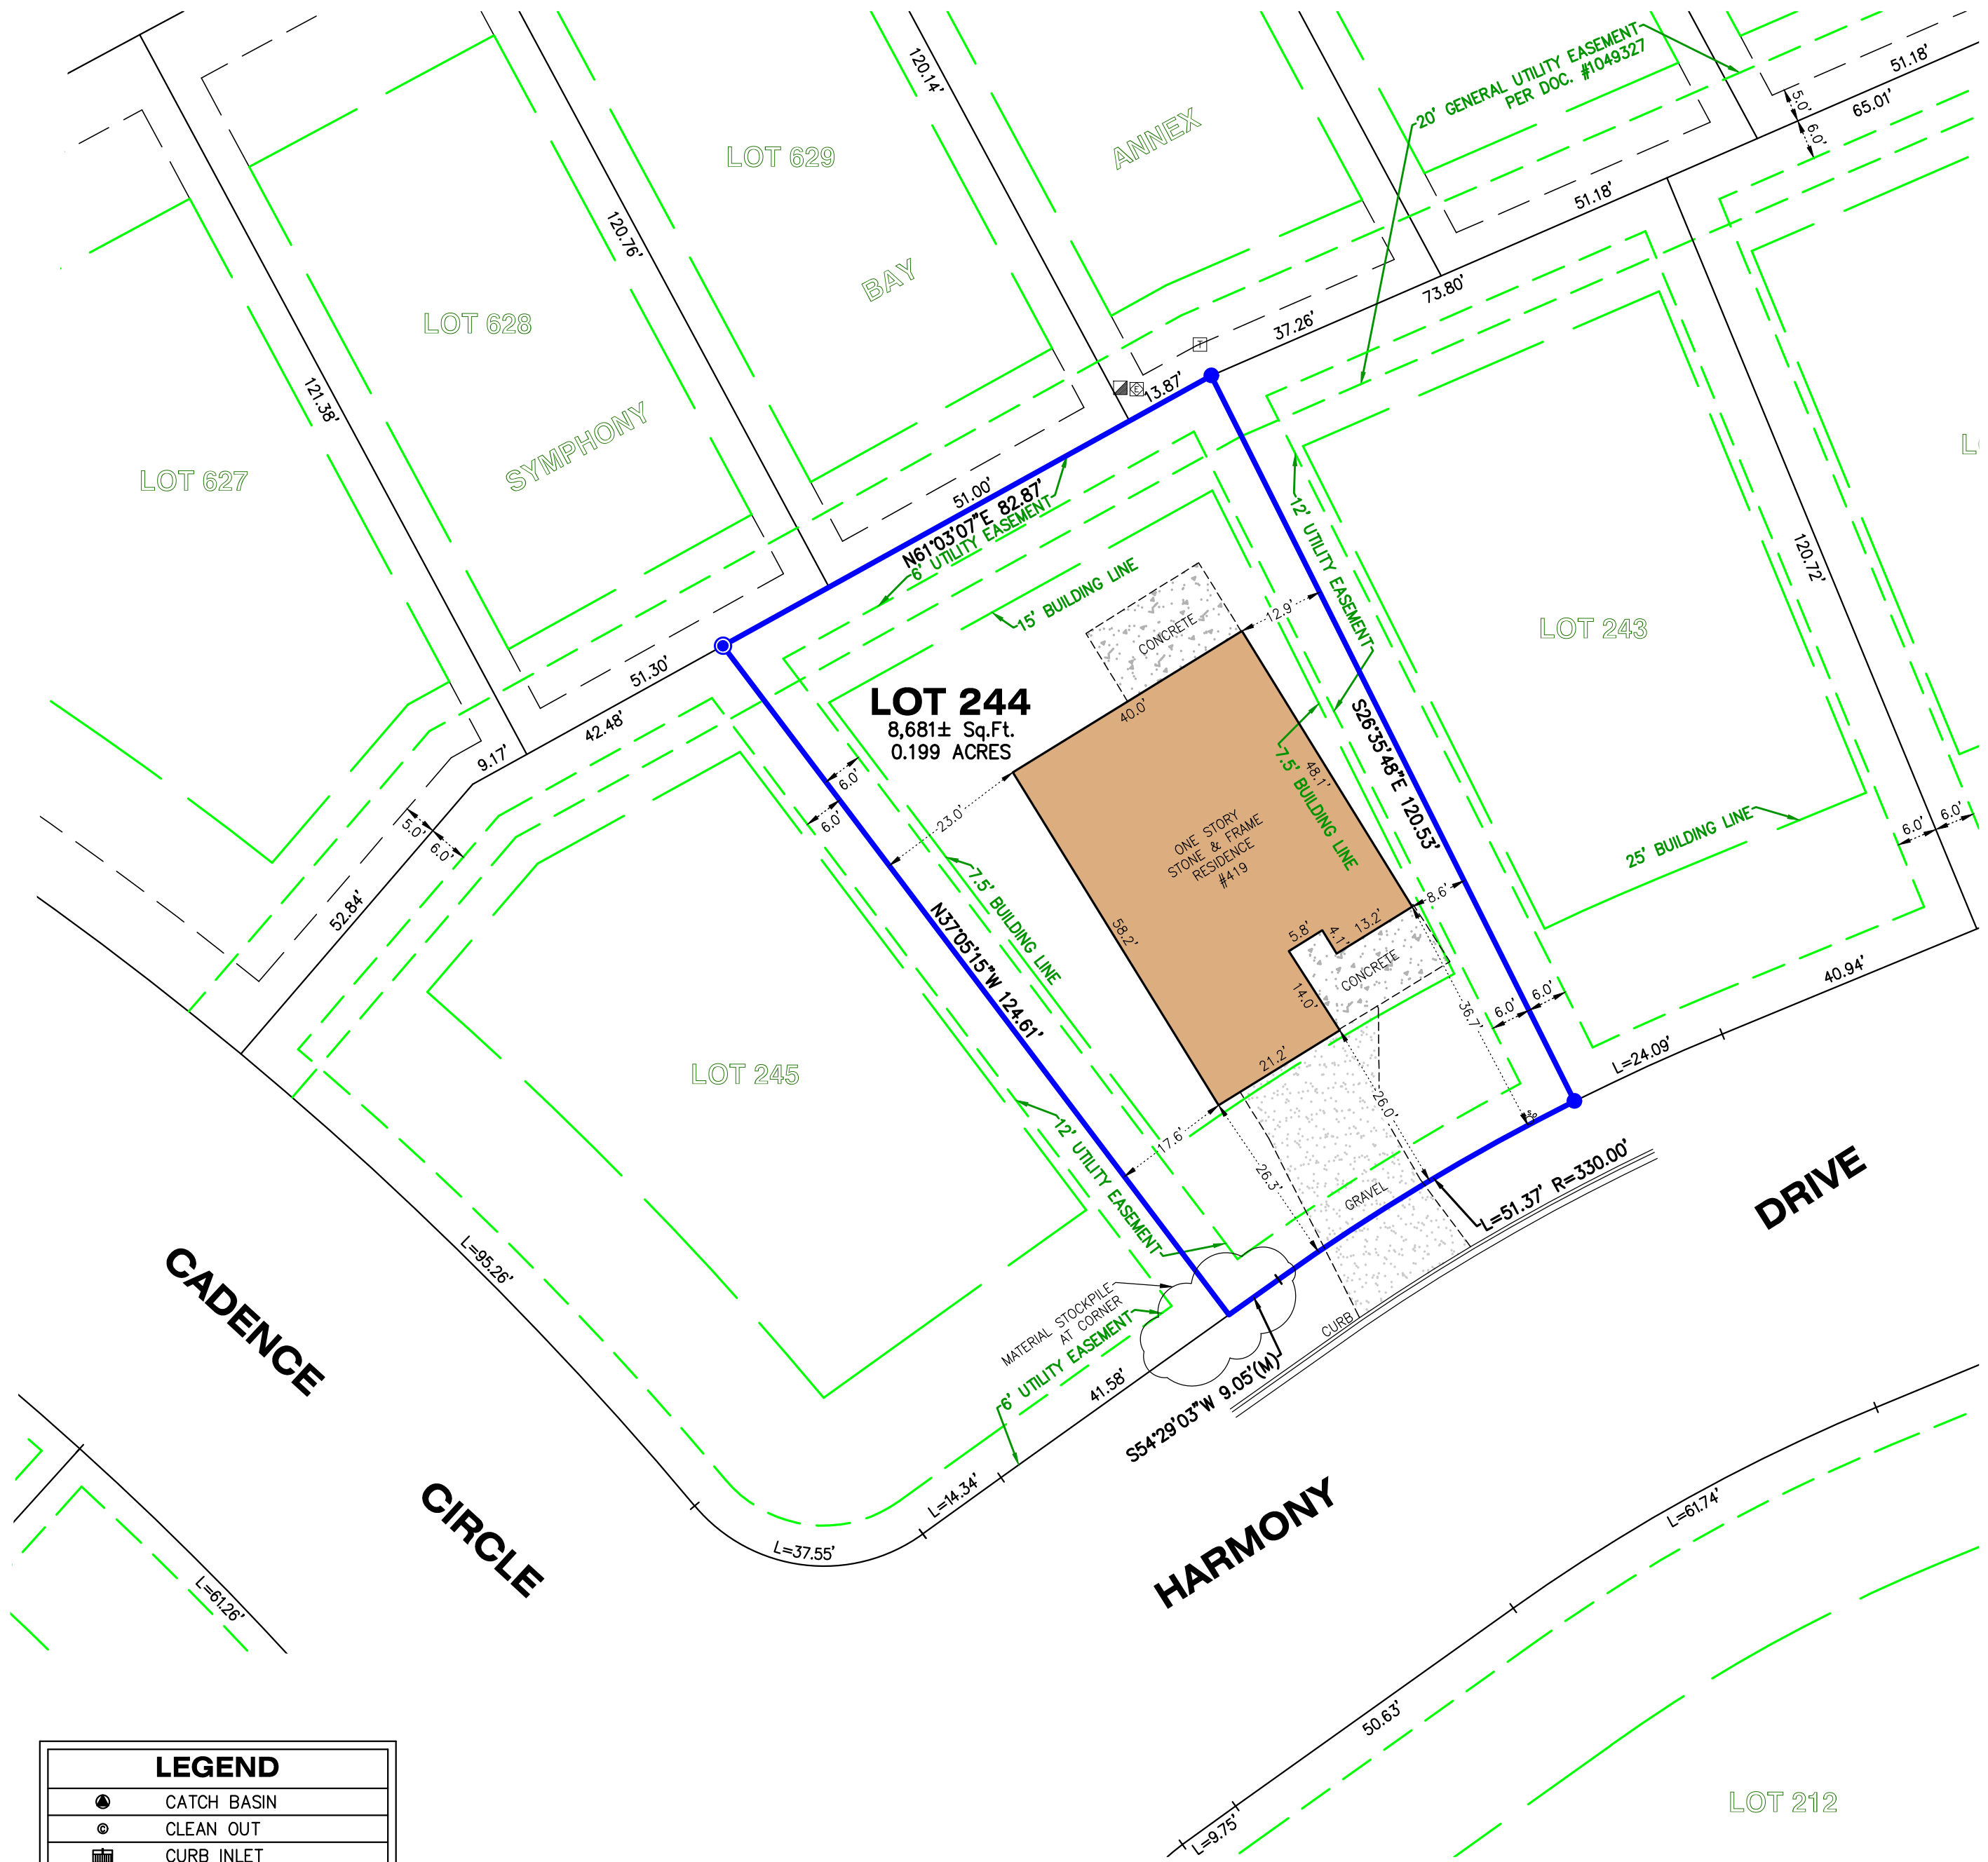 120.14'
20' GENERAL UTILITY EASEMENT
PER DOC. #1049327
51.18'
65.01'
5.0'
6.0'
LOT 629
ANNEX
51.18'
120.76'
BAY
73.80'
37.26'
LOT 628
T
13.87'
E
121.38'
SYMPHONY
LOT 627
51.00'
N61°03'07"E 82.87'
6' UTILITY EASEMENT
12' UTILITY EASEMENT
120.72'
15' BUILDING LINE
CONCRETE
12.9'
LOT 243
51.30'
42.48'
9.17'
LOT 244
8,681± Sq.Ft.
0.199 ACRES
40.0'
S26°35'48"E 120.53'
48.1'
7.5' BUILDING LINE
6.0'
6.0'
23.0'
5.0'
6.0'
ONE STORY
STONE & FRAME
RESIDENCE
#419
25' BUILDING LINE
6.0'
6.0'
52.84'
7.5' BUILDING LINE
N37°05'15"W 124.61'
58.2'
8.6'
5.8'
4.1'
13.2'
CONCRETE
14.0'
36.7'
6.0'
6.0'
40.94'
L=24.09'
LOT 245
21.2'
26.0'
12' UTILITY EASEMENT
17.6'
26.3'
GRAVEL
L=51.37' R=330.00'
DRIVE
CADENCE
L=95.26'
MATERIAL STOCKPILE
AT CORNER
6' UTILITY EASEMENT
CURB
41.58'
S54°29'03"W 9.05'(M)
CIRCLE
L=14.34'
L=37.55'
HARMONY
L=61.74'
L=61.26'
50.63'
L=9.75'
LOT 212
LEGEND
CATCH BASIN
C CLEAN OUT
CURB INLET